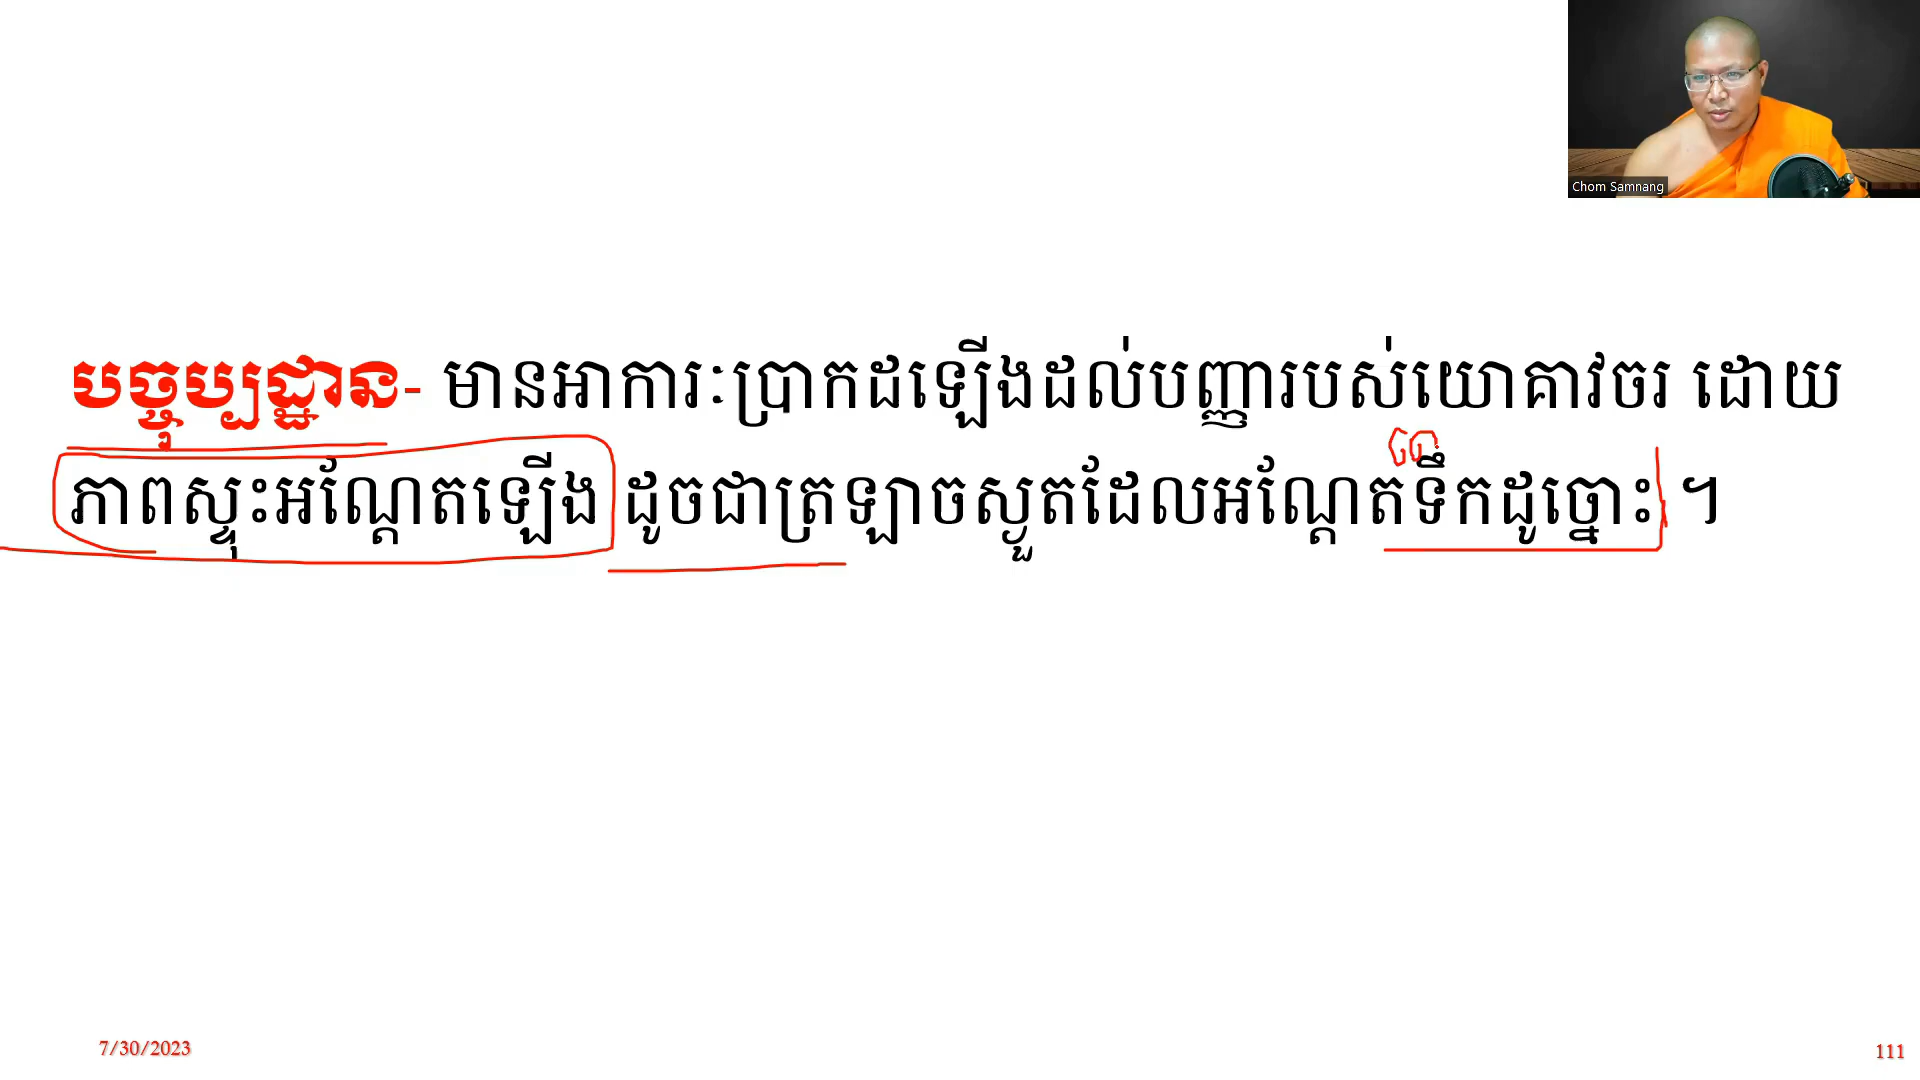 Chom Samnang
បច្ចុប្បដ្ឋាន- មានអាការៈប្រាកដឡើងដល់បញ្ញារបស់យោគាវចរ ដោយ
ភាពស្ទុះអណ្ដែតឡើង ដូចជាត្រឡាចស្ងួតដែលអណ្ដែតទឹកដូច្នោះ ។
7/30/2023
111